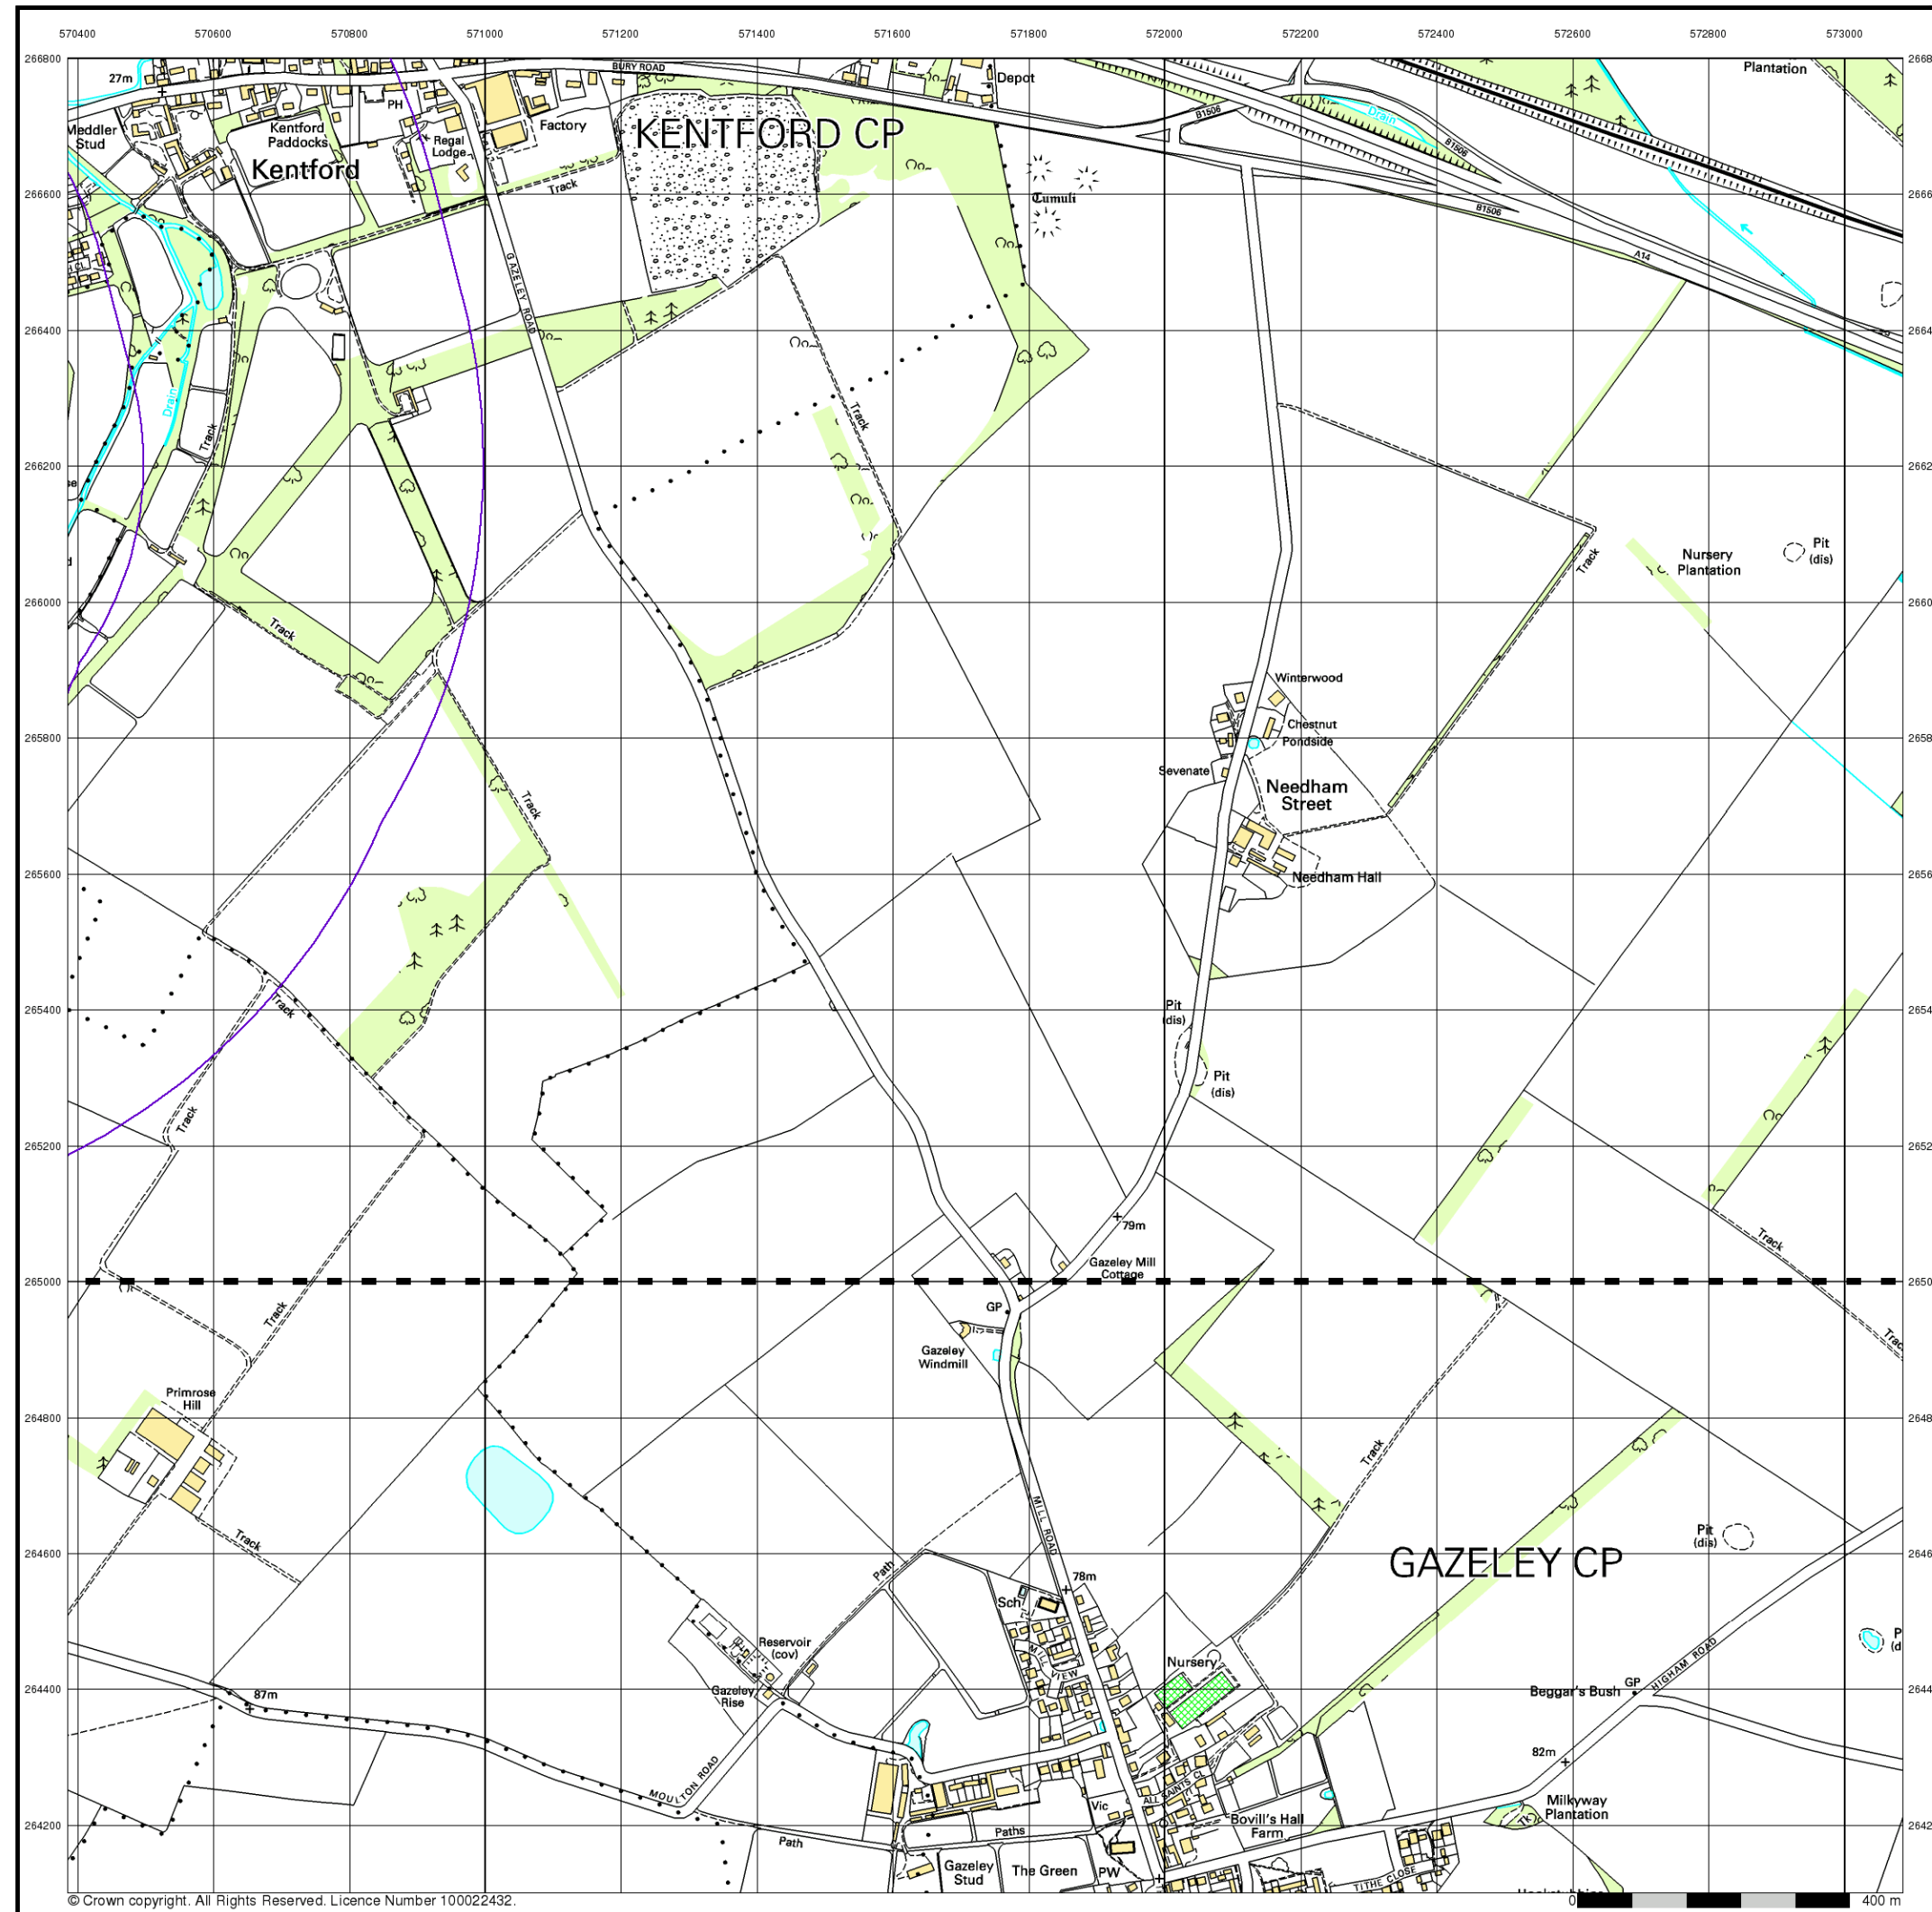 570400 570600 570800 571000 571200 571400 571600 571800 572000 572200 572400 572600 572800 573000
266800
27m
BURY ROAD
Depot
Plantation
PH
Meddler
Stud
Kentford
Paddocks
Regal
Lodge
Factory
KENTFORD CP
B1506
Drain
B1506
Kentford
Track
266600
Tumuli
B1506
A14
GAZELEY ROAD
266400
Drain
Track
Track
266200
Track
Nursery
Plantation
Pit
(dis)
266000
Track
Winterwood
Chestnut
Pondside
265800
Sevenate
Needham
Street
Track
265600
Needham Hall
265400
Track
Pit
(dis)
Pit
(dis)
Track
265200
79m
Track
Gazeley Mill
Cottage
265000
GP
Track
Gazeley
Windmill
Primrose
Hill
264800
Track
MILL ROAD
Track
Pit
(dis)
264600
GAZELEY CP
Path
78m
Sch
Reservoir
(cov)
MILL
VIEW
Nursery
HIGHAM ROAD
264400
87m
Gazeley
Rise
Beggar's Bush
GP
82m
MOULTON ROAD
ALL SAINTS CL
Vic
Milkyway
Plantation
Tk
264200
Bovill's Hall
Farm
Path
Paths
Gazeley
Stud
The Green
PW
TITHE CLOSE
© Crown copyright. All Rights Reserved. Licence Number 100022432.
0 400 m